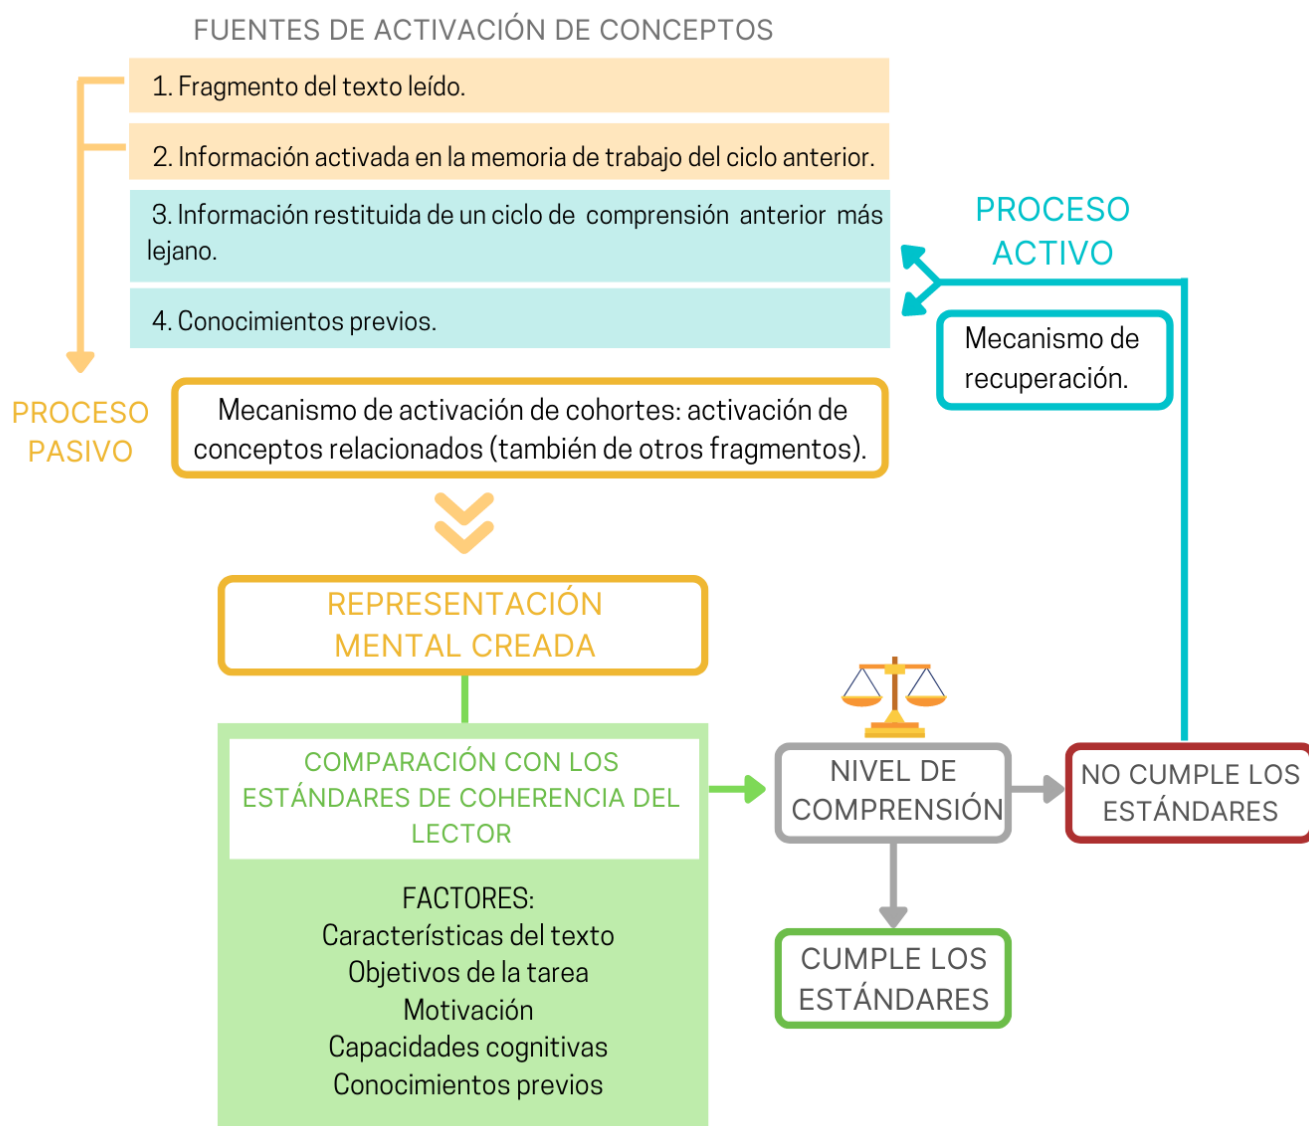 FUENTES DE ACTIVACIÓN DE CONCEPTOS
1. Fragmento del texto leído.
2. Información activada en la memoria de trabajo del ciclo anterior.
3. Información restituida de un ciclo de comprensión anterior más
lejano.
4. Conocimientos previos.
PROCESO
ACTIVO
Mecanismo de
recuperación.
PROCESO
PASIVO
Mecanismo de activación de cohortes: activación de
conceptos relacionados (también de otros fragmentos).
REPRESENTACIÓN
MENTAL CREADA
COMPARACIÓN CON LOS
ESTÁNDARES DE COHERENCIA DEL
LECTOR
FACTORES:
Características del texto
Objetivos de la tarea
Motivación
Capacidades cognitivas
Conocimientos previos
NIVEL DE
COMPRENSIÓN
NO CUMPLE LOS
ESTÁNDARES
CUMPLE LOS
ESTÁNDARES